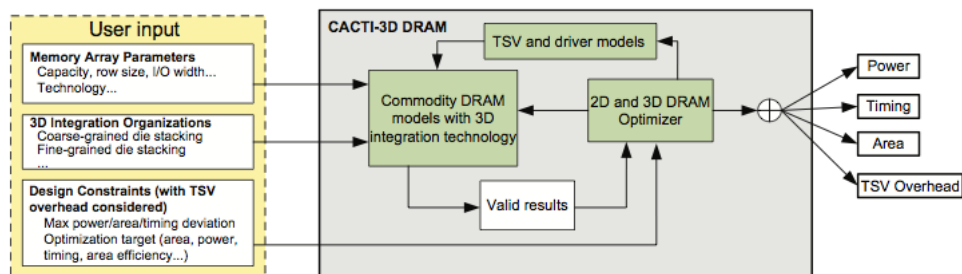 User input
Memory Array Parameters
Capacity, row size, I/O width...
Technology...
3D Integration Organizations
Coarse-grained die stacking
Fine-grained die stacking
...
Design Constraints (with TSV
overhead considered)
Max power/area/timing deviation
Optimization target (area, power,
timing, area efficiency...)
CACTI-3D DRAM
TSV and driver models
Commodity DRAM
models with 3D
integration technology
2D and 3D DRAM
Optimizer
Valid results
Power
Timing
Area
TSV Overhead